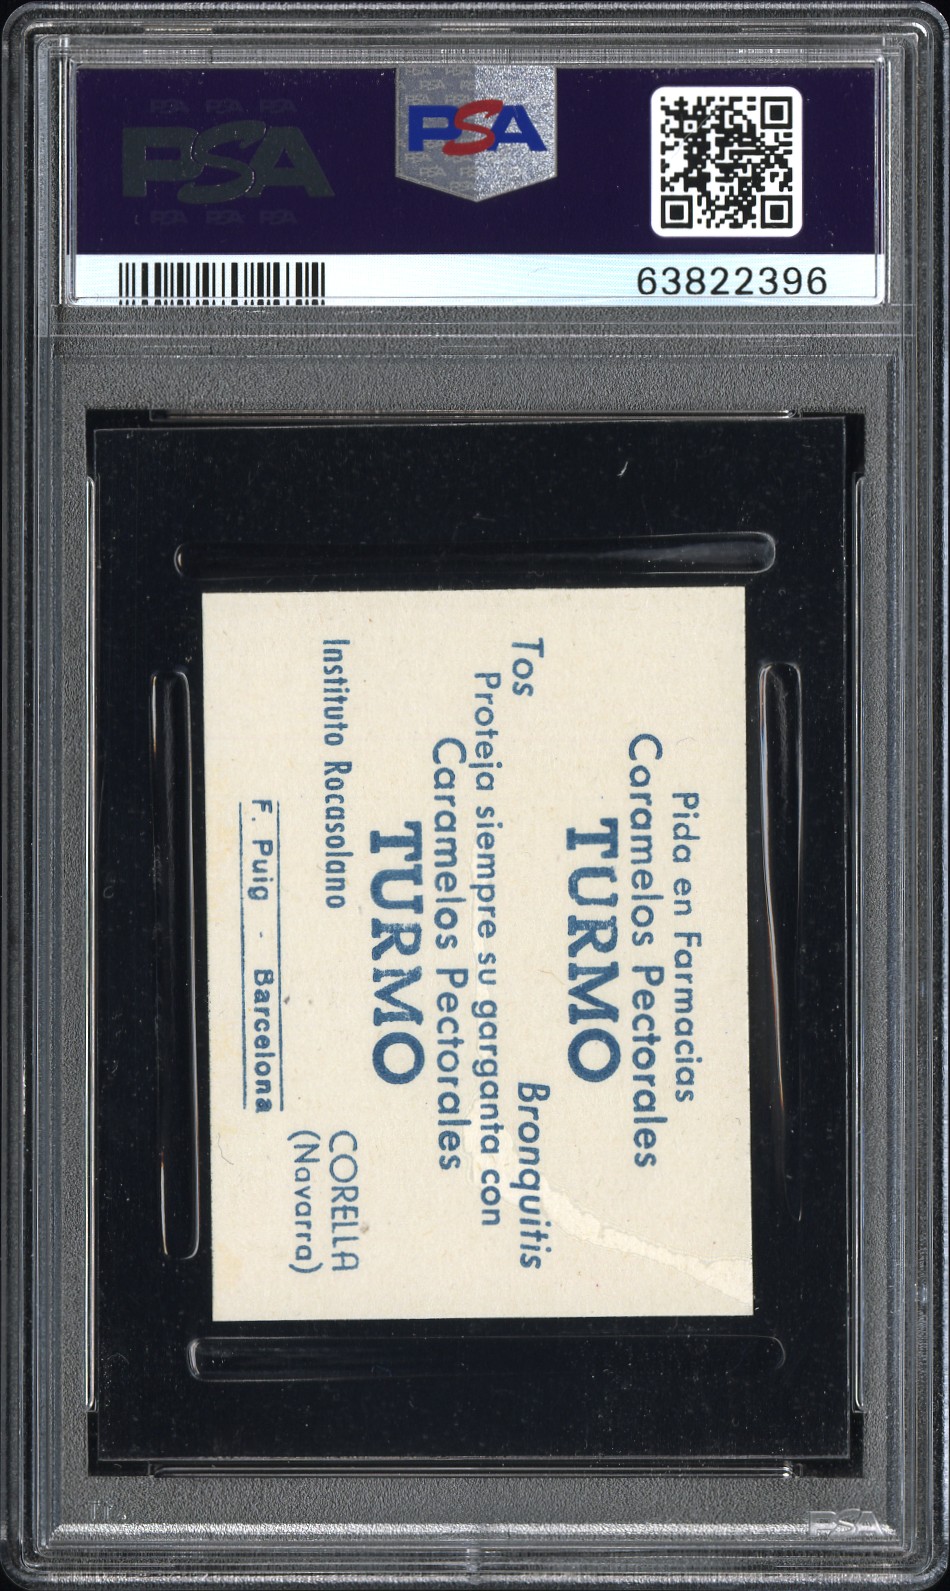 PSA
PSA
63822396
Pida en Farmacias
Caramelos Pectorales
TURMO
Tos Bronquitis
Proteja siempre su garganta con
Caramelos Pectorales
TURMO
Instituto Rocasolano CORELLA
(Navarra)
F. Puig - Barcelona
PSA